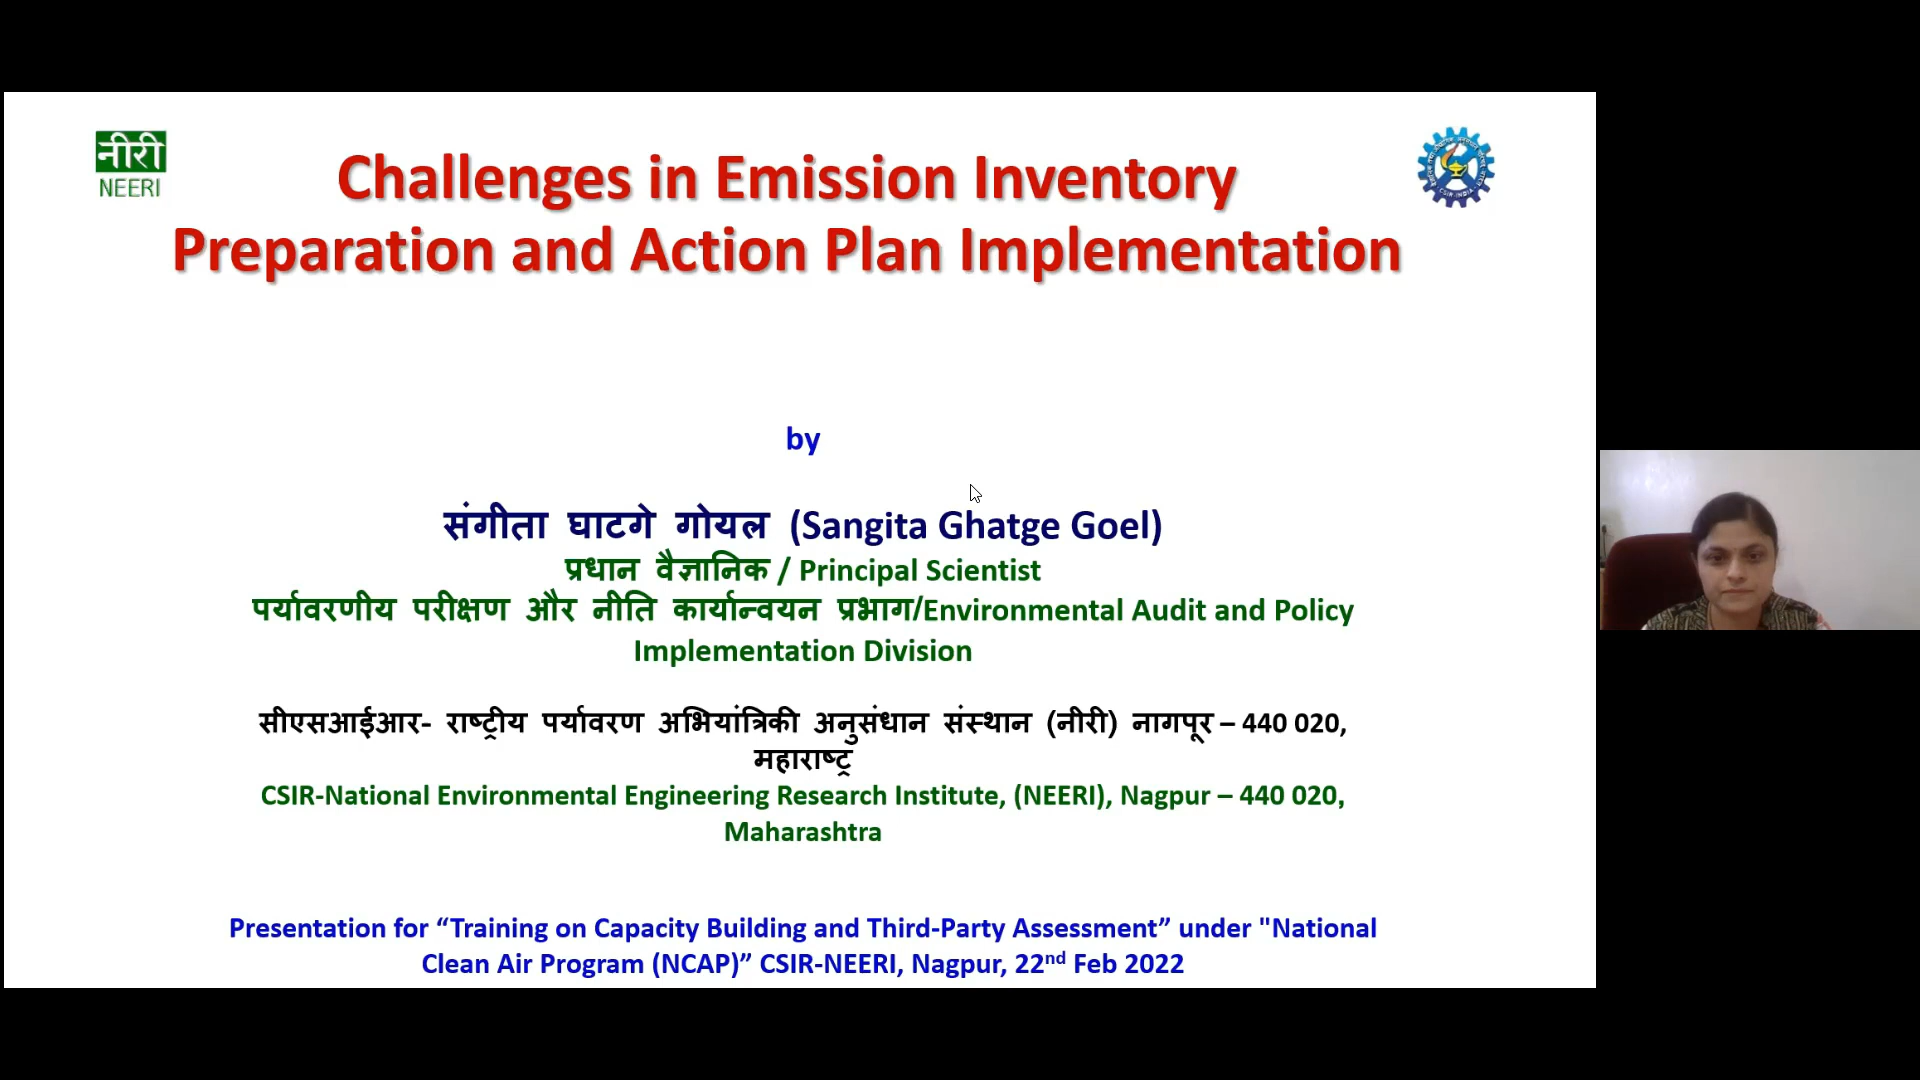 नीरी
NEERI
Challenges in Emission Inventory
Preparation and Action Plan Implementation
by
संगीता घाटगे गोयल (Sangita Ghatge Goel)
प्रधान वैज्ञानिक / Principal Scientist
पर्यावरणीय परीक्षण और नीति कार्यान्वयन प्रभाग/Environmental Audit and Policy
Implementation Division
सीएसआईआर- राष्ट्रीय पर्यावरण अभियांत्रिकी अनुसंधान संस्थान (नीरी) नागपूर – 440 020,
महाराष्ट्र
CSIR-National Environmental Engineering Research Institute, (NEERI), Nagpur – 440 020,
Maharashtra
Presentation for “Training on Capacity Building and Third-Party Assessment” under "National
Clean Air Program (NCAP)” CSIR-NEERI, Nagpur, 22nd Feb 2022